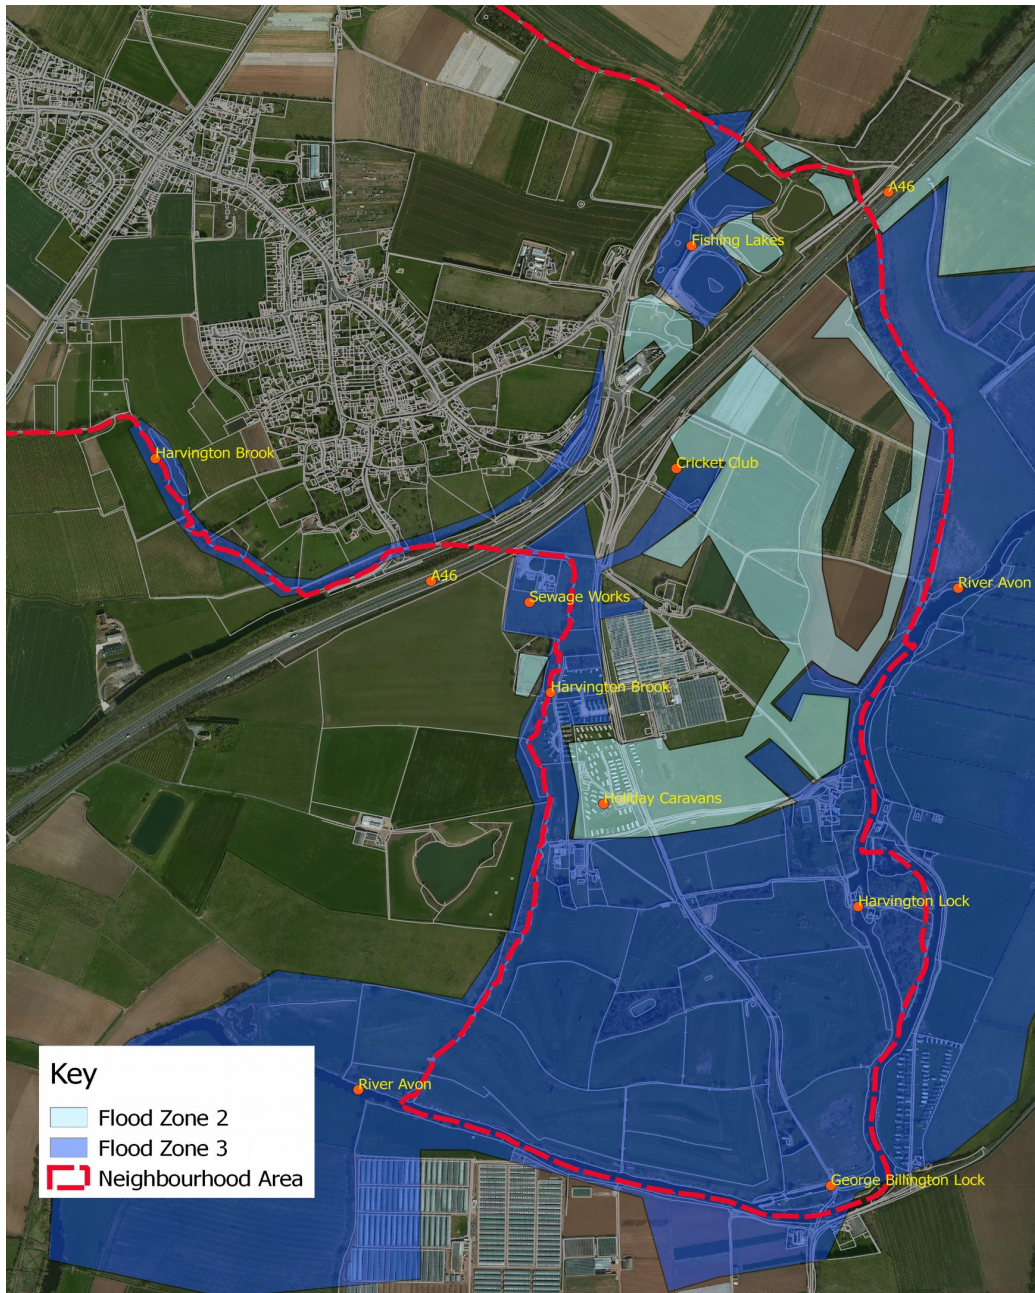 A46
Fishing Lakes
Harvington Brook
Cricket Club
A46
Sewage Works
River Avon
Harvington Brook
Holiday Caravans
Harvington Lock
River Avon
George Billington Lock
Key
Flood Zone 2
Flood Zone 3
Neighbourhood Area